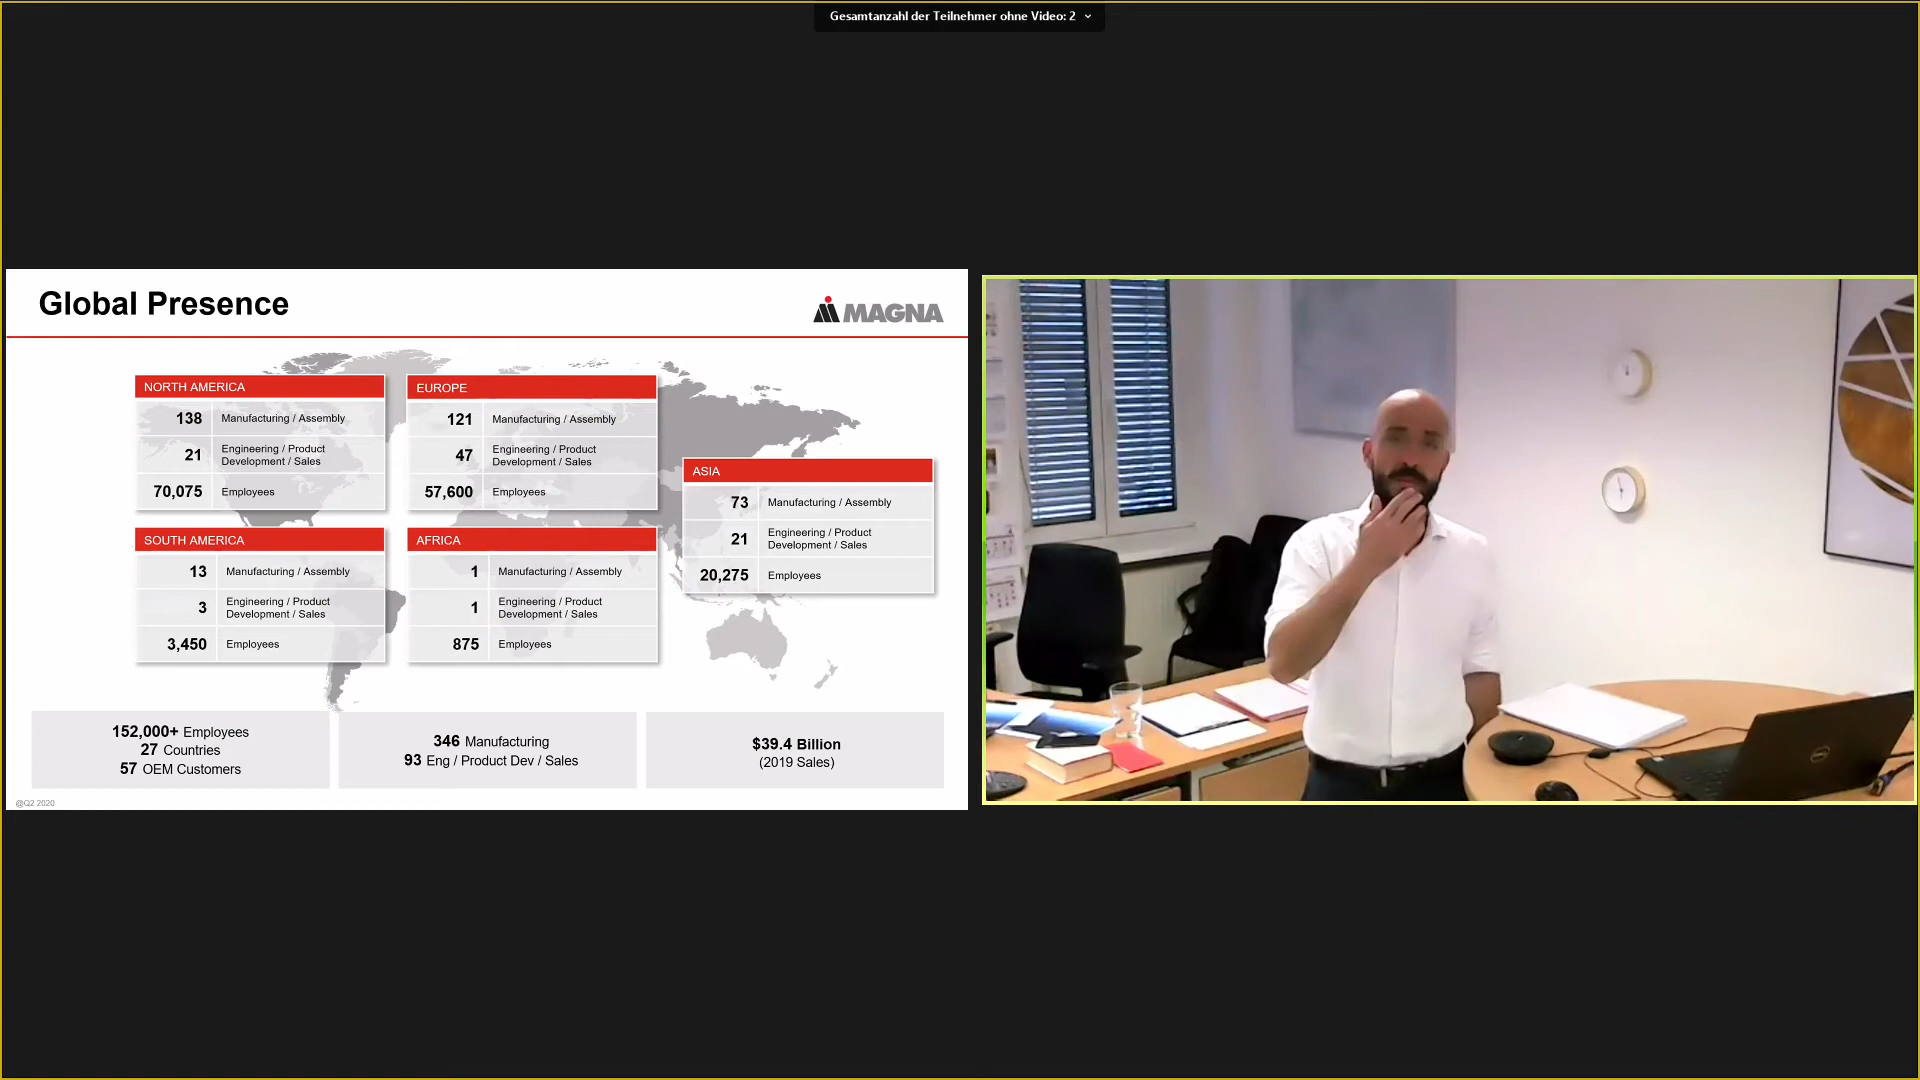 Gesamtanzahl der Teilnehmer ohne Video: 2
Global Presence
MAGNA
NORTH AMERICA
138 Manufacturing / Assembly
21 Engineering / Product
Development / Sales
70,075 Employees
EUROPE
121 Manufacturing / Assembly
47 Engineering / Product
Development / Sales
57,600 Employees
ASIA
73 Manufacturing / Assembly
21 Engineering / Product
Development / Sales
20,275 Employees
SOUTH AMERICA
13 Manufacturing / Assembly
3 Engineering / Product
Development / Sales
3,450 Employees
AFRICA
1 Manufacturing / Assembly
1 Engineering / Product
Development / Sales
875 Employees
152,000+ Employees
27 Countries
57 OEM Customers
346 Manufacturing
93 Eng / Product Dev / Sales
$39.4 Billion
(2019 Sales)
@Q2 2020
DELL